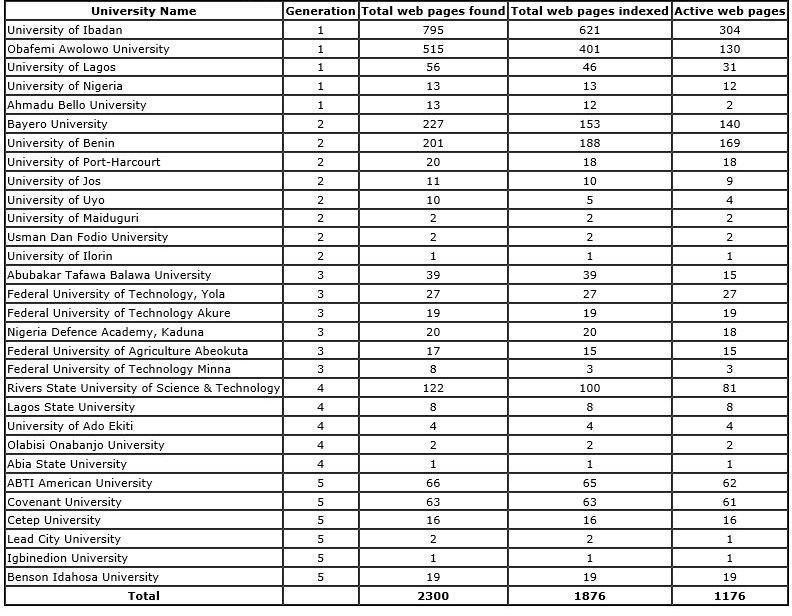 University Name Generation Total web pages found Total web pages indexed Active web pages
University of Ibadan 1 795 621 304
Obafemi Awolowo University 1 515 401 130
University of Lagos 1 56 46 31
University of Nigeria 1 13 13 12
Ahmadu Bello University 1 13 12 2
Bayero University 2 227 153 140
University of Benin 2 201 188 169
University of Port-Harcourt 2 20 18 18
University of Jos 2 11 10 9
University of Uyo 2 10 5 4
University of Maiduguri 2 2 2 2
Usman Dan Fodio University 2 2 2 2
University of Ilorin 2 1 1 1
Abubakar Tafawa Balawa University 3 39 39 15
Federal University of Technology, Yola 3 27 27 27
Federal University of Technology Akure 3 19 19 19
Nigeria Defence Academy, Kaduna 3 20 20 18
Federal University of Agriculture Abeokuta 3 17 15 15
Federal University of Technology Minna 3 8 3 3
Rivers State University of Science & Technology 4 122 100 81
Lagos State University 4 8 8 8
University of Ado Ekiti 4 4 4 4
Olabisi Onabanjo University 4 2 2 2
Abia State University 4 1 1 1
ABTI American University 5 66 65 62
Covenant University 5 63 63 61
Cetep University 5 16 16 16
Lead City University 5 2 2 1
Igbinedion University 5 1 1 1
Benson Idahosa University 5 19 19 19
Total 2300 1876 1176